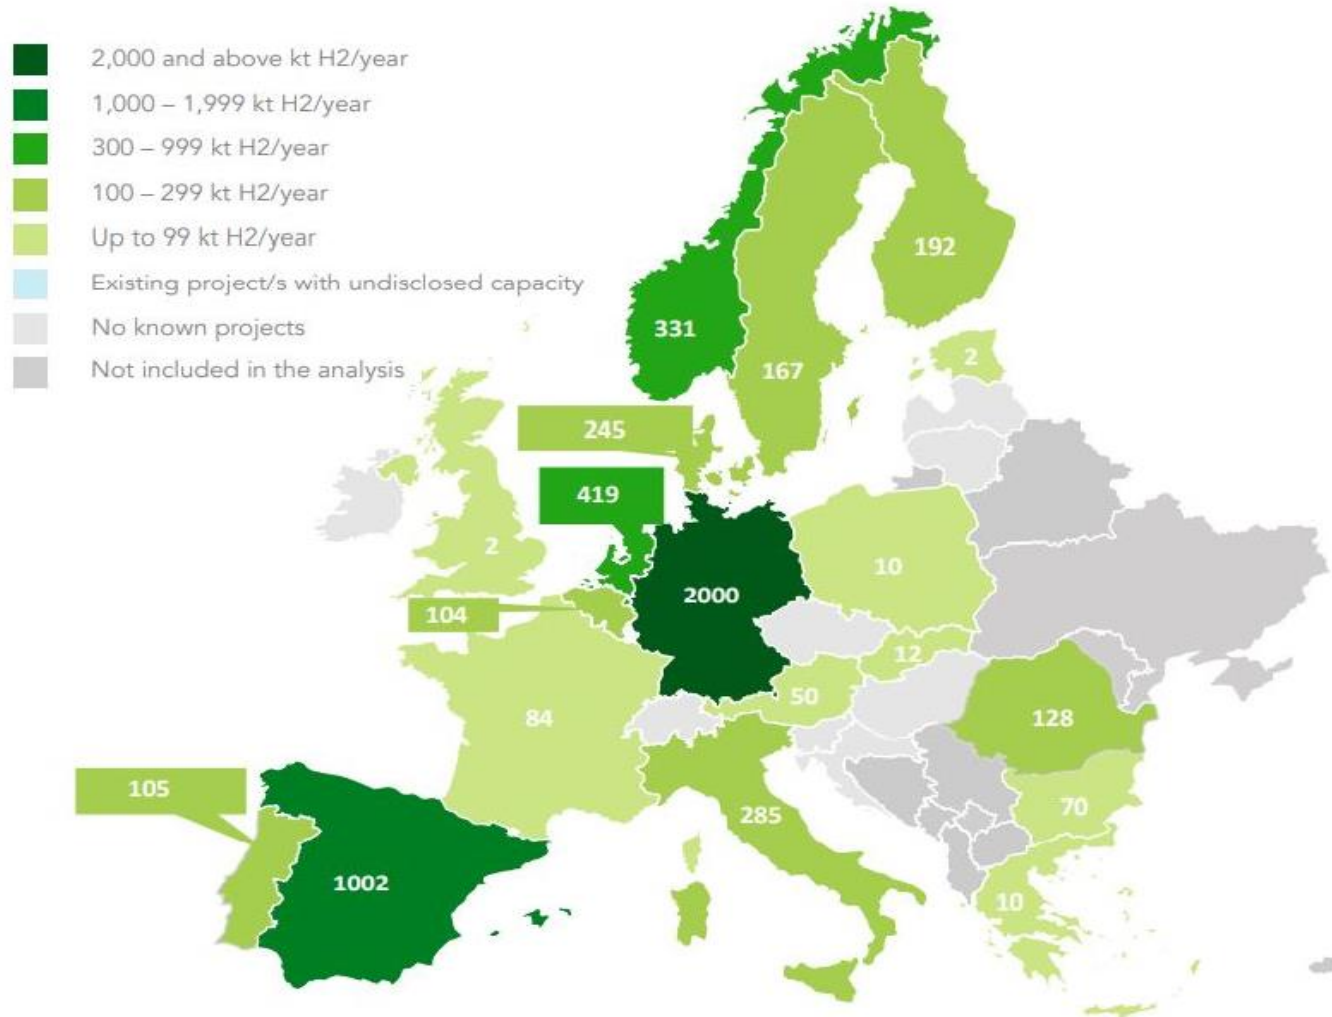 2,000 and above kt H2/year
1,000 – 1,999 kt H2/year
300 – 999 kt H2/year
100 – 299 kt H2/year
Up to 99 kt H2/year
Existing project/s with undisclosed capacity
No known projects
Not included in the analysis
192
331
2
167
245
419
2
10
2000
104
12
50
84
128
105
70
285
1002
10